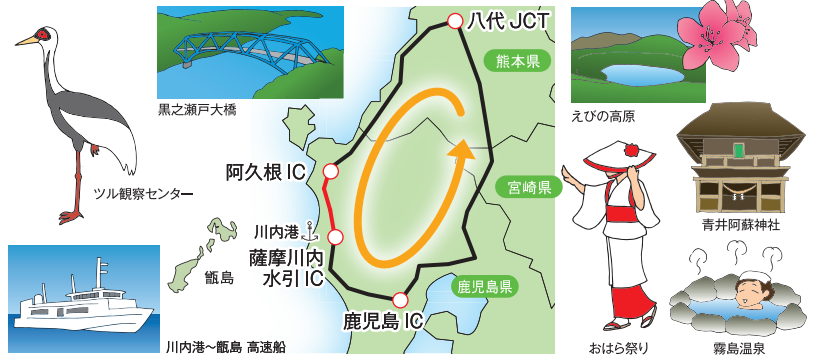 八代 JCT
熊本県
黒之瀬戸大橋
えびの高原
阿久根 IC
ツル観察センター
宮崎県
青井阿蘇神社
川内港
薩摩川内
水引 IC
甑島
鹿児島県
鹿児島 IC
川内港～甑島 高速船
おはら祭り
霧島温泉